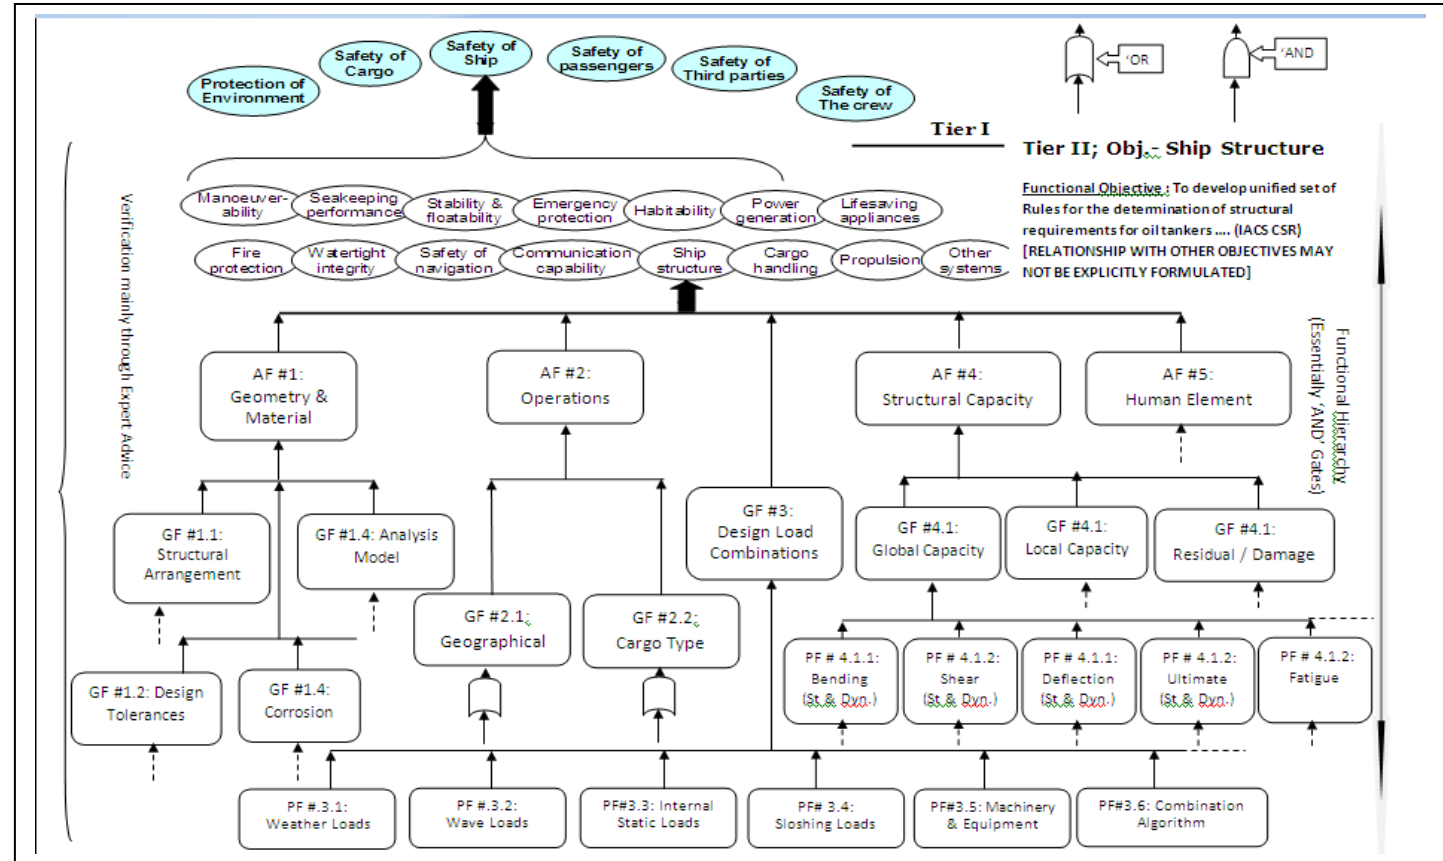 Safety of
Ship
Safety of
Cargo
Safety of
passengers
Safety of
Third parties
Protection of
Environment
Safety of
The crew
'OR
'AND
Tier I
Tier II; Obj.- Ship Structure
Functional Objective : To develop unified set of
Rules for the determination of structural
requirements for oil tankers .... (IACS CSR)
[RELATIONSHIP WITH OTHER OBJECTIVES MAY
NOT BE EXPLICITLY FORMULATED]
Manoeuver-
ability
Seakeeping
performance
Stability &
floatability
Emergency
protection
Habitability
Power
generation
Lifesaving
appliances
Fire
protection
Watertight
integrity
Safety of
navigation
Communication
capability
Ship
structure
Cargo
handling
Propulsion
Other
systems
Verification mainly through Expert Advice
Functional Hierarchy
(Essentially 'AND' Gates)
AF #1:
Geometry &
Material
AF #2:
Operations
AF #4:
Structural Capacity
AF #5:
Human Element
GF #1.1:
Structural
Arrangement
GF #1.4: Analysis
Model
GF #3:
Design Load
Combinations
GF #4.1:
Global Capacity
GF #4.1:
Local Capacity
GF #4.1:
Residual / Damage
GF #2.1:
Geographical
GF #2.2:
Cargo Type
GF #1.2: Design
Tolerances
GF #1.4:
Corrosion
PF # 4.1.1:
Bending
(St.& Dyn.)
PF # 4.1.2:
Shear
(St.& Dyn.)
PF # 4.1.1:
Deflection
(St.& Dyn.)
PF # 4.1.2:
Ultimate
(St.& Dyn.)
PF # 4.1.2:
Fatigue
PF #.3.1:
Weather Loads
PF #.3.2:
Wave Loads
PF#3.3: Internal
Static Loads
PF# 3.4:
Sloshing Loads
PF#3.5: Machinery
& Equipment
PF#3.6: Combination
Algorithm